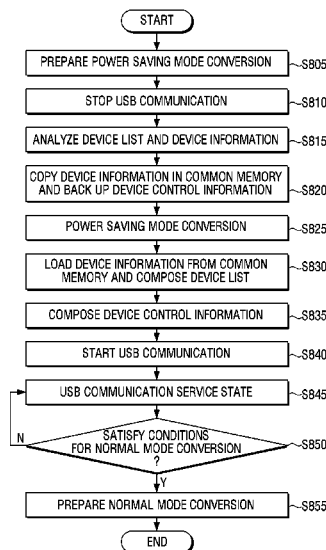 START
PREPARE POWER SAVING MODE CONVERSION
S805
STOP USB COMMUNICATION
S810
ANALYZE DEVICE LIST AND DEVICE INFORMATION
S815
COPY DEVICE INFORMATION IN COMMON MEMORY
AND BACK UP DEVICE CONTROL INFORMATION
S820
POWER SAVING MODE CONVERSION
S825
LOAD DEVICE INFORMATION FROM COMMON
MEMORY AND COMPOSE DEVICE LIST
S830
COMPOSE DEVICE CONTROL INFORMATION
S835
START USB COMMUNICATION
S840
USB COMMUNICATION SERVICE STATE
S845
N
SATISFY CONDITIONS
FOR NORMAL MODE CONVERSION
?
S850
Y
PREPARE NORMAL MODE CONVERSION
S855
END